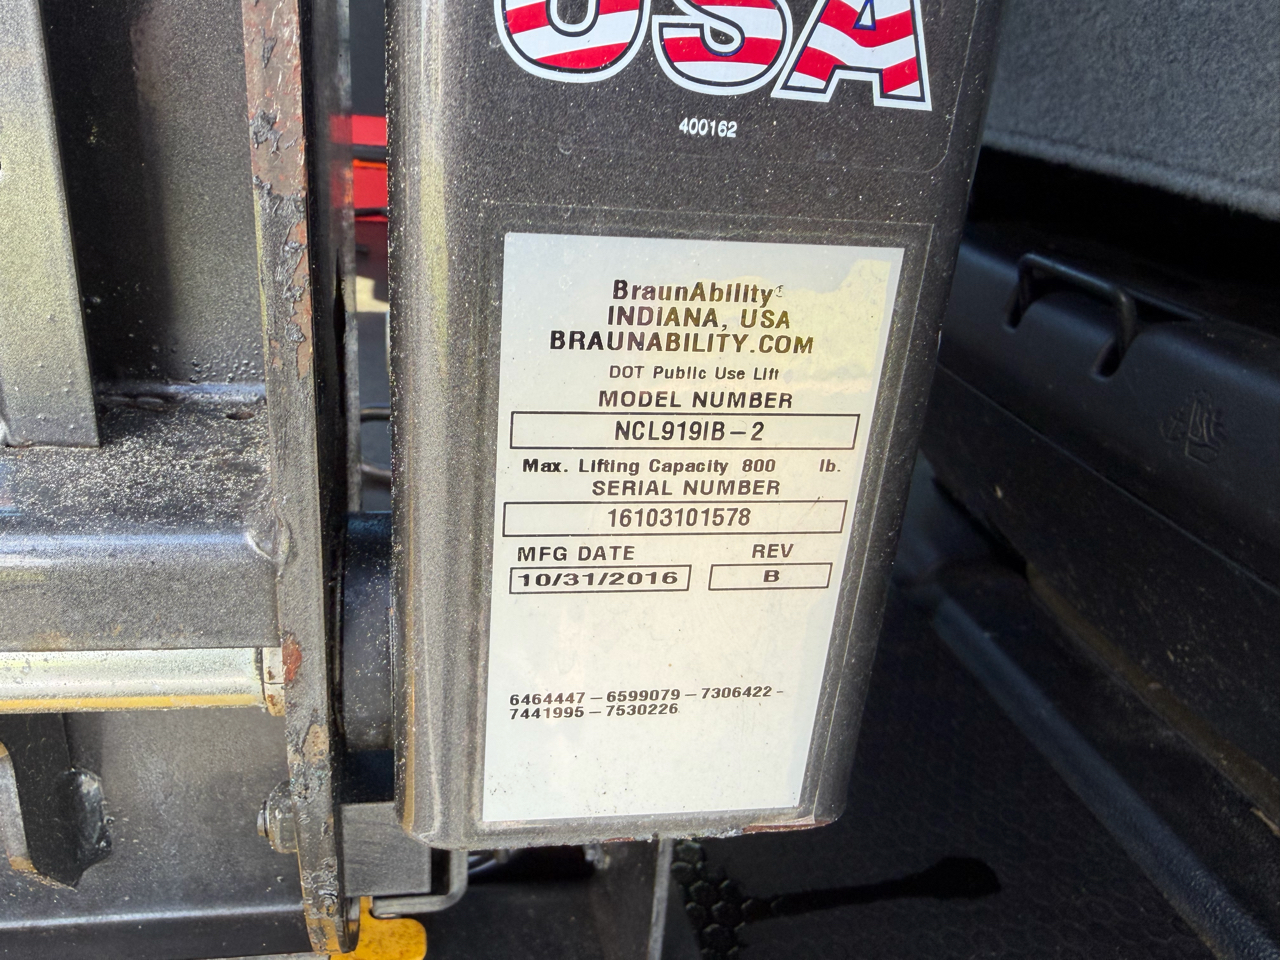 USA
400162
BraunAbility
INDIANA, USA
BRAUNABILITY.COM
DOT Public Use Lift
MODEL NUMBER
NCL919IB-2
Max. Lifting Capacity 800 lb.
SERIAL NUMBER
16103101578
MFG DATE REV
10/31/2016 B
6464447-6599079-7306422-
7441995-7530226